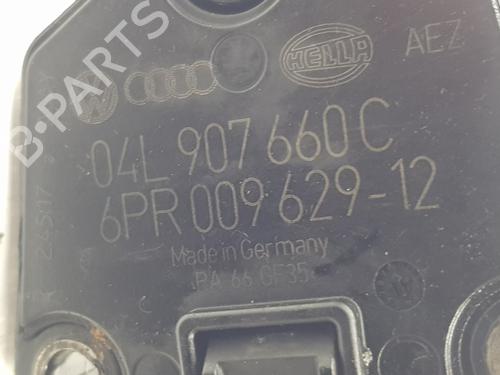 B-PARTS
HELLA
AEZ
04L 907 660 C
6PR 009 629-12
Made in Germany
PA 66 GF35